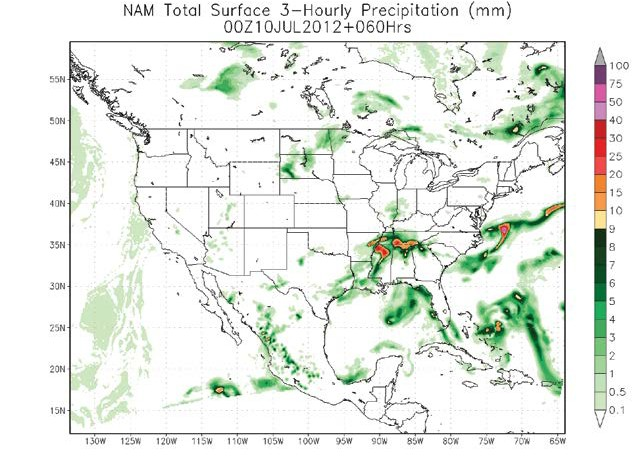 NAM Total Surface 3-Hourly Precipitation (mm)
00Z10JUL2012+060Hrs
100
75
50
40
30
25
20
15
10
9
8
7
6
5
4
3
2
1
0.5
0.1
55N
50N
45N
40N
35N
30N
25N
20N
15N
130W 125W 120W 115W 110W 105W 100W 95W 90W 85W 80W 75W 70W 65W